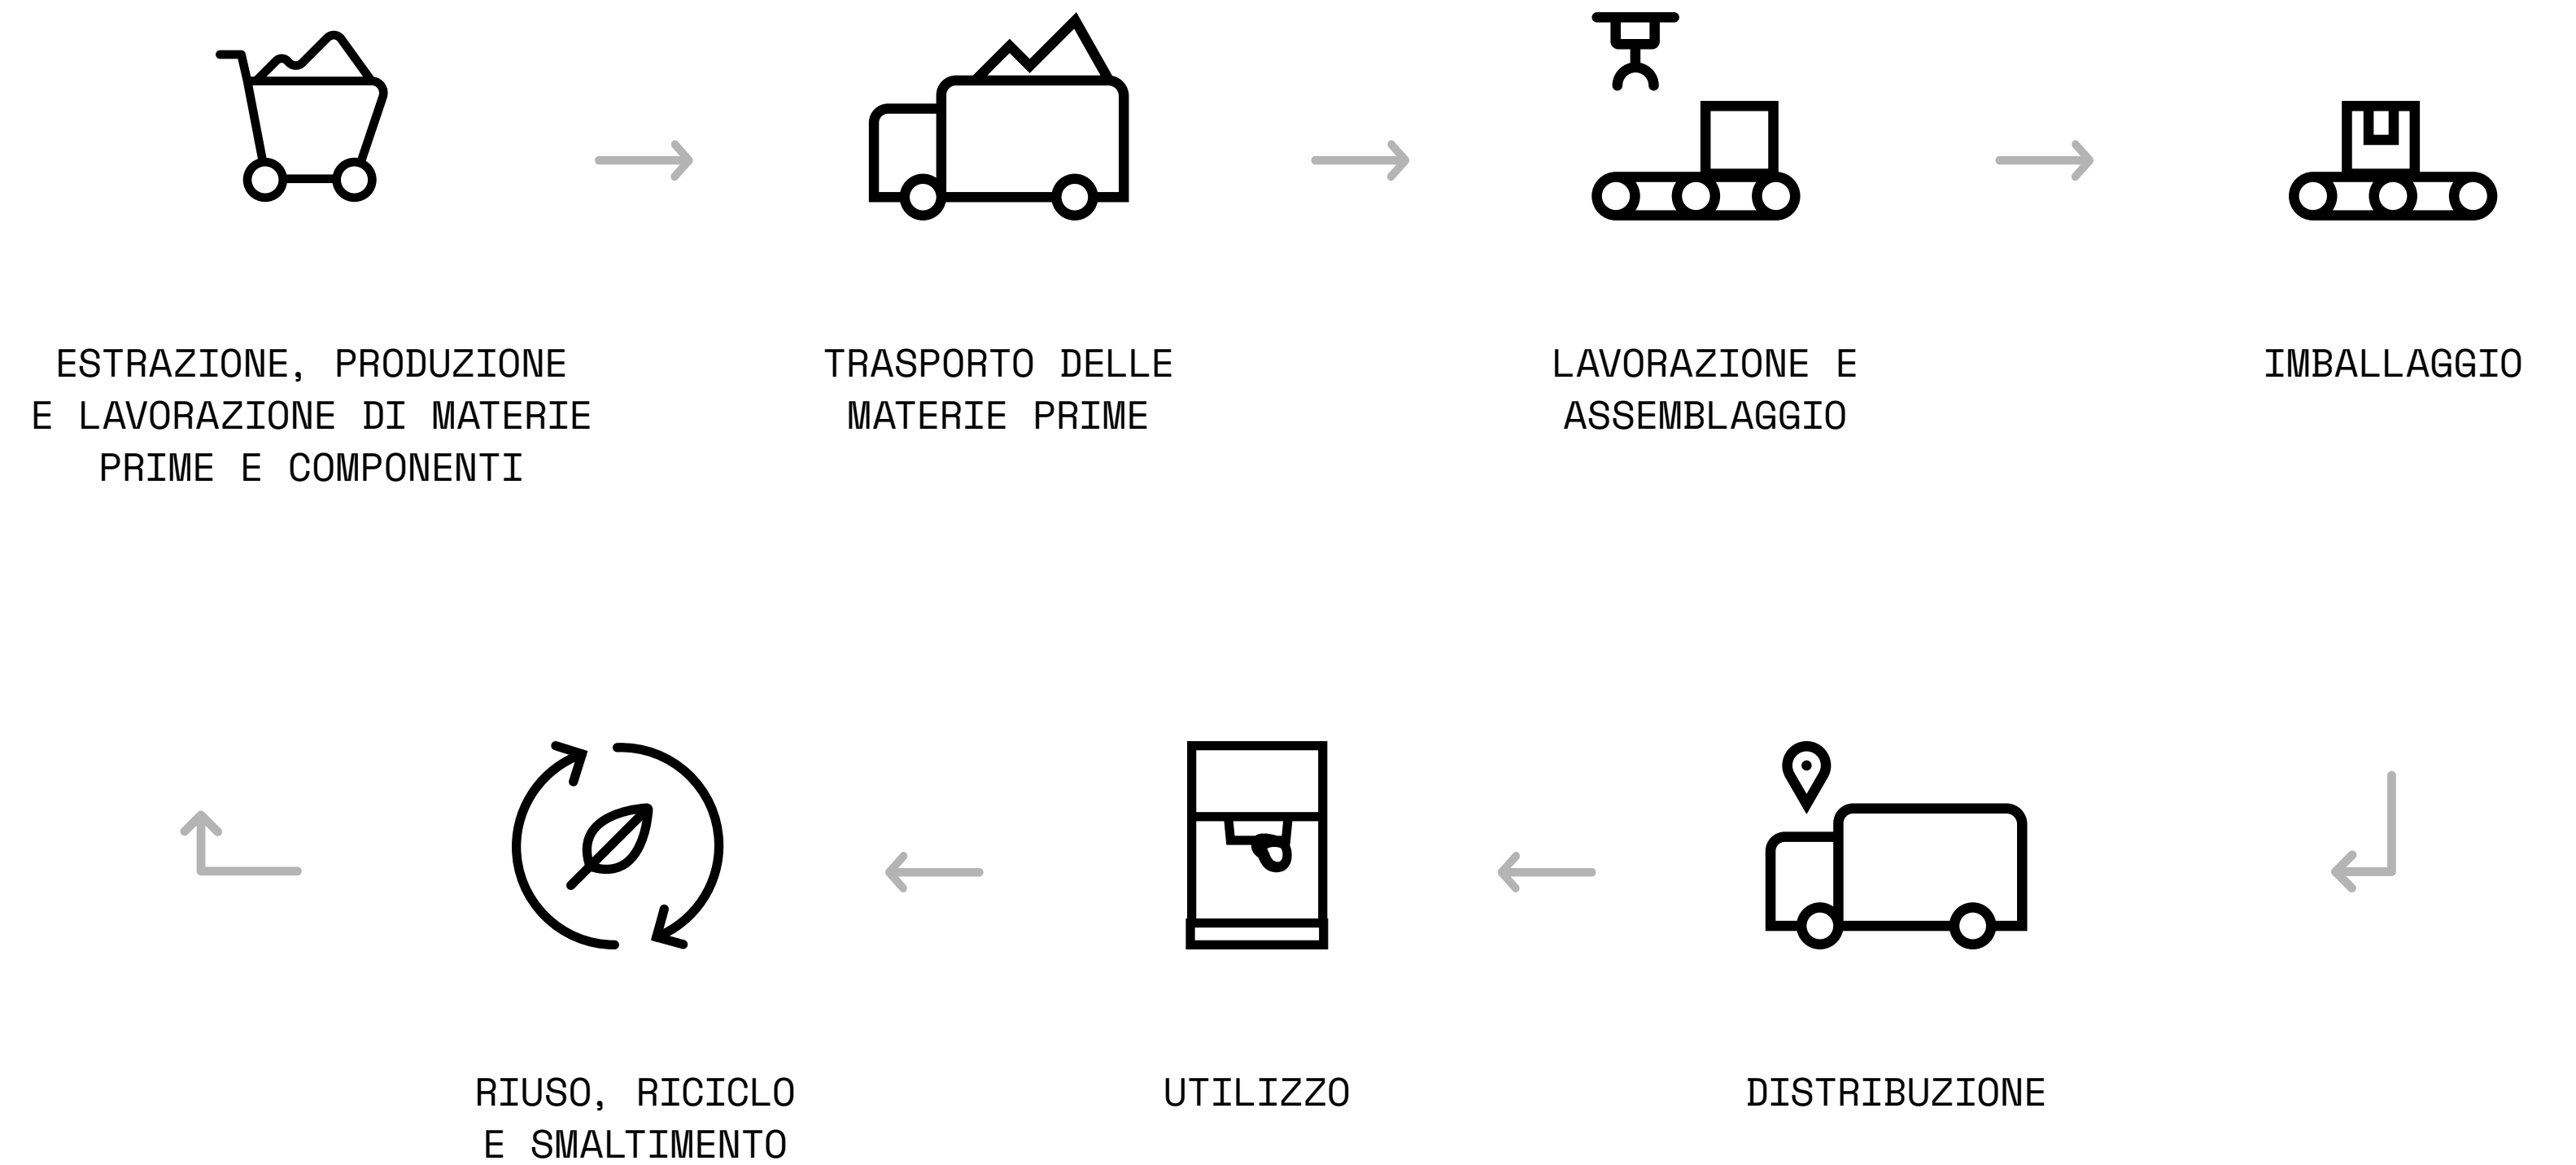 ESTRAZIONE, PRODUZIONE
E LAVORAZIONE DI MATERIE
PRIME E COMPONENTI
TRASPORTO DELLE
MATERIE PRIME
LAVORAZIONE E
ASSEMBLAGGIO
IMBALLAGGIO
RIUSO, RICICLO
E SMALTIMENTO
UTILIZZO
DISTRIBUZIONE